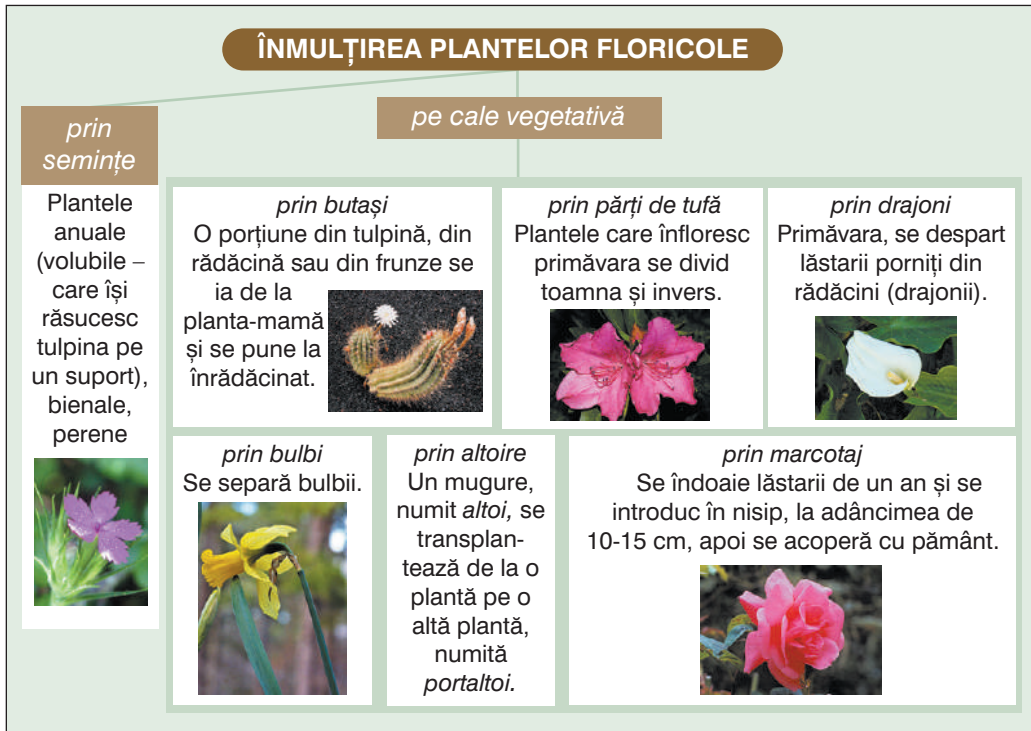 ÎNMULȚIREA PLANTELOR FLORICOLE
prin
semințe
Plantele
anuale
(volubile –
care își
răsucesc
tulpina pe
un suport),
bienale,
perene
pe cale vegetativă
prin butași
O porțiune din tulpină, din
rădăcină sau din frunze se
ia de la
planta-mamă
și se pune la
înrădăcinat.
prin părți de tufă
Plantele care înfloresc
primăvara se divid
toamna și invers.
prin drajoni
Primăvara, se despart
lăstarii porniți din
rădăcini (drajonii).
prin bulbi
Se separă bulbii.
prin altoire
Un mugure,
numit altoi, se
transplan-
tează de la o
plantă pe o
altă plantă,
numită
portaltoi.
prin marcotaj
Se îndoaie lăstarii de un an și se
introduc în nisip, la adâncimea de
10-15 cm, apoi se acoperă cu pământ.